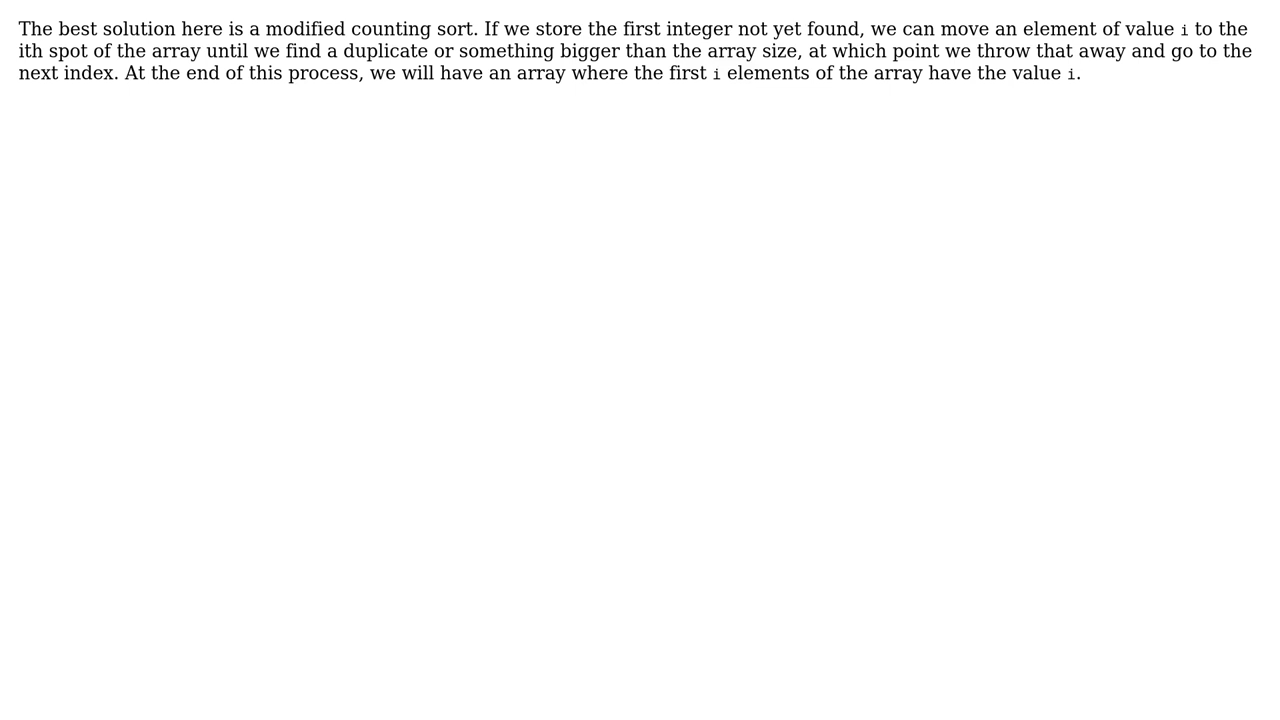 The best solution here is a modified counting sort. If we store the first integer not yet found, we can move an element of value i to the
ith spot of the array until we find a duplicate or something bigger than the array size, at which point we throw that away and go to the
next index. At the end of this process, we will have an array where the first i elements of the array have the value i.